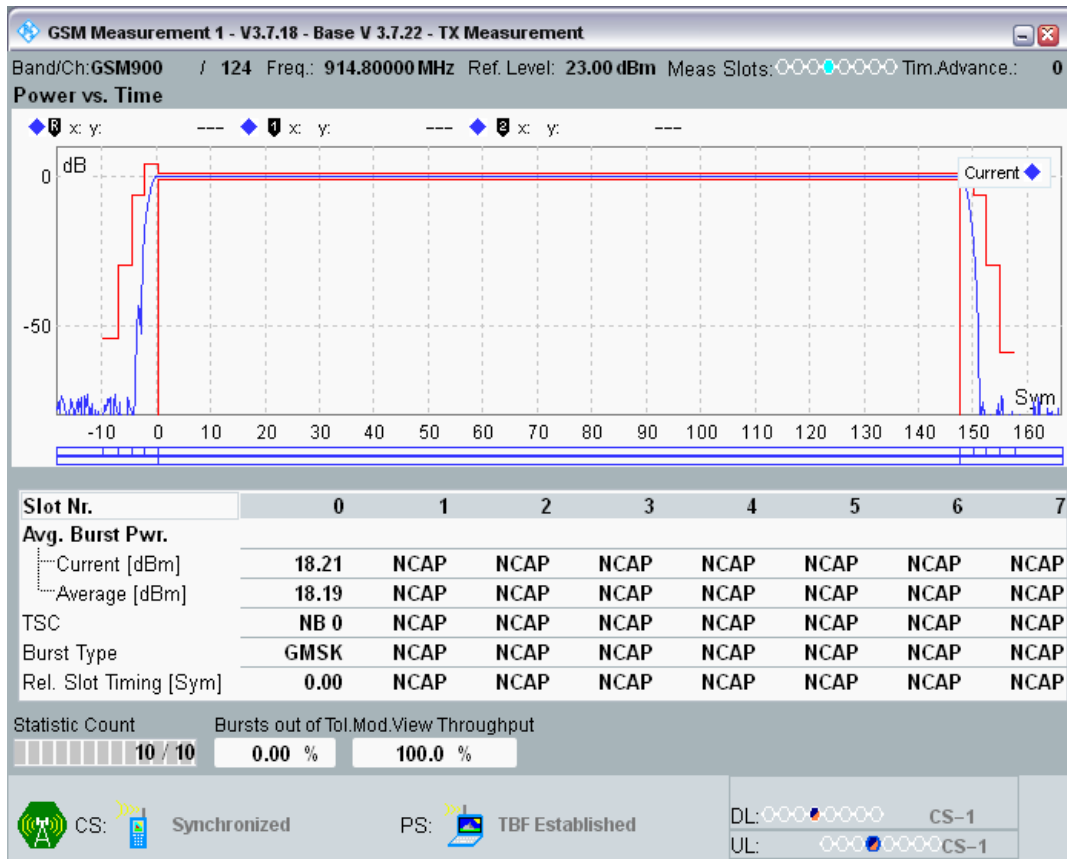 GSM Measurement 1 - V3.7.18 - Base V 3.7.22 - TX Measurement
Band/Ch:GSM900 / 124 Freq.: 914.80000 MHz Ref. Level: 23.00 dBm Meas Slots: Tim.Advance.: 0
Power vs. Time
R x: y: --- 1 x: y: --- 2 x: y: ---
dB
Current
0
-50
Sym
-10 0 10 20 30 40 50 60 70 80 90 100 110 120 130 140 150 160
Slot Nr. 0 1 2 3 4 5 6 7
Avg. Burst Pwr.
Current [dBm] 18.21 NCAP NCAP NCAP NCAP NCAP NCAP NCAP
Average [dBm] 18.19 NCAP NCAP NCAP NCAP NCAP NCAP NCAP
TSC NB 0 NCAP NCAP NCAP NCAP NCAP NCAP NCAP
Burst Type GMSK NCAP NCAP NCAP NCAP NCAP NCAP NCAP
Rel. Slot Timing [Sym] 0.00 NCAP NCAP NCAP NCAP NCAP NCAP NCAP
Statistic Count Bursts out of Tol. Mod.View Throughput
10 / 10 0.00 % 100.0 %
CS: Synchronized PS: TBF Established
DL: CS-1
UL: CS-1